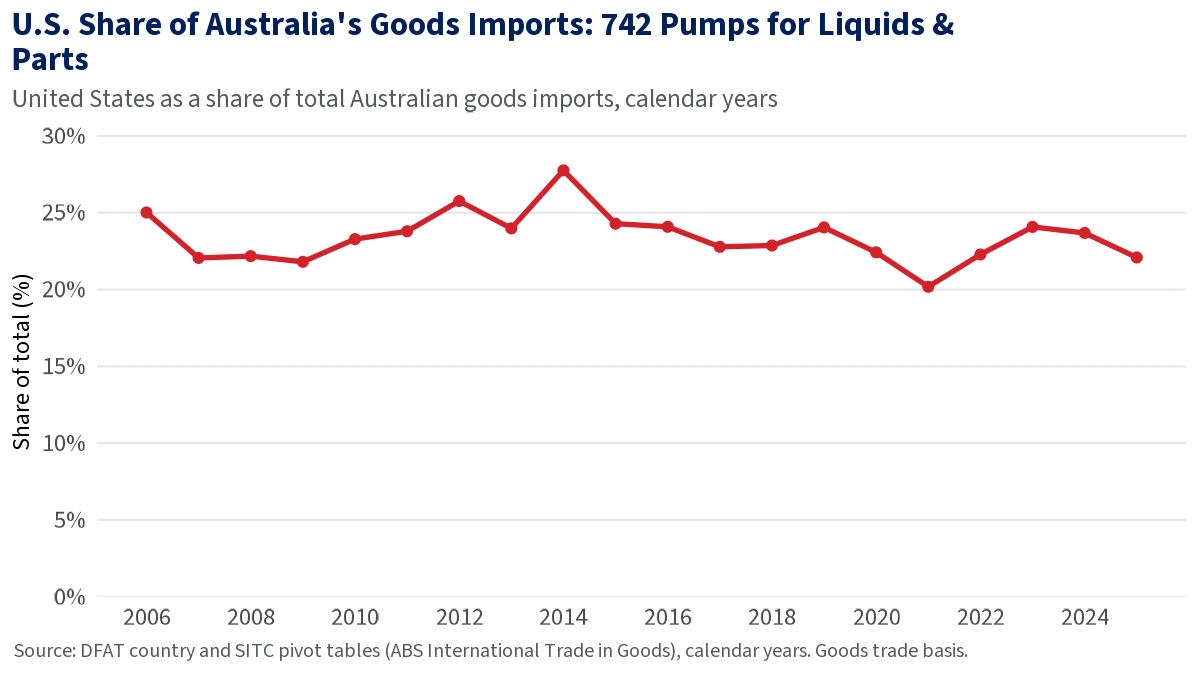 U.S. Share of Australia's Goods Imports: 742 Pumps for Liquids &
Parts
United States as a share of total Australian goods imports, calendar years
Share of total (%)
30%
25%
20%
15%
10%
5%
0%
2006 2008 2010 2012 2014 2016 2018 2020 2022 2024
Source: DFAT country and SITC pivot tables (ABS International Trade in Goods), calendar years. Goods trade basis.